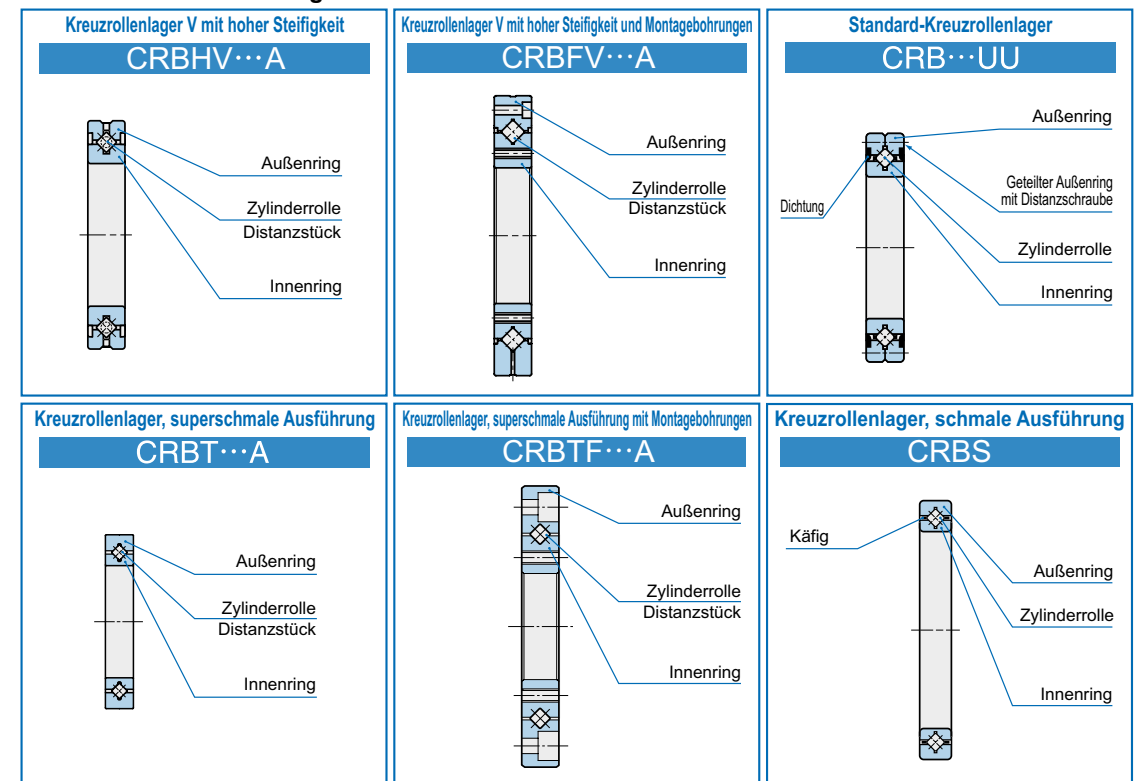 Kreuzrollenlager V mit hoher Steifigkeit
CRBHV···A
Außenring
Zylinderrolle
Distanzstück
Innenring
Kreuzrollenlager V mit hoher Steifigkeit und Montagebohrungen
CRBFV···A
Außenring
Zylinderrolle
Distanzstück
Innenring
Standard-Kreuzrollenlager
CRB···UU
Außenring
Geteilter Außenring
mit Distanzschraube
Dichtung
Zylinderrolle
Innenring
Kreuzrollenlager, superschmale Ausführung
CRBT···A
Außenring
Zylinderrolle
Distanzstück
Innenring
Kreuzrollenlager, superschmale Ausführung mit Montagebohrungen
CRBTF···A
Außenring
Zylinderrolle
Distanzstück
Innenring
Kreuzrollenlager, schmale Ausführung
CRBS
Käfig
Außenring
Zylinderrolle
Innenring